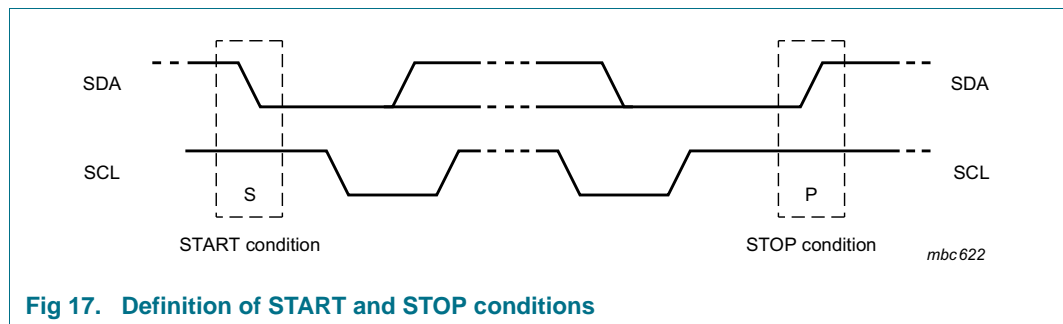 SDA
SDA
SCL
SCL
S
P
START condition
STOP condition
mbc622
Fig 17. Definition of START and STOP conditions